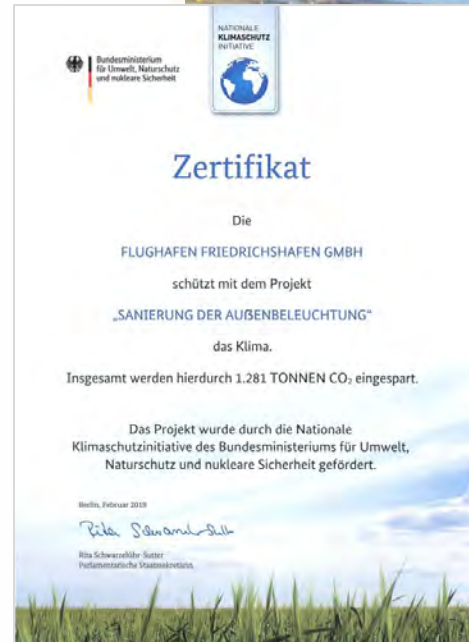 Bundesministerium
für Umwelt, Naturschutz
und nukleare Sicherheit
NATIONALE
KLIMASCHUTZ
INITIATIVE
Zertifikat
Die
FLUGHAFEN FRIEDRICHSHAFEN GMBH
schützt mit dem Projekt
„SANIERUNG DER AUßENBELEUCHTUNG“
das Klima.
Insgesamt werden hierdurch 1.281 TONNEN CO₂ eingespart.
Das Projekt wurde durch die Nationale
Klimaschutzinitiative des Bundesministeriums für Umwelt,
Naturschutz und nukleare Sicherheit gefördert.
Berlin, Februar 2019
Rita Schwarzelühr-Sutter
Parlamentarische Staatssekretärin